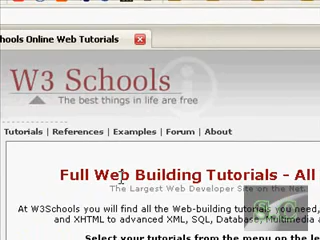 chools Online Web Tutorials
W3 Schools
The best things in life are free
Tutorials | References | Examples | Forum | About
Full Web Building Tutorials - All
The Largest Web Developer Site on the Net.
At W3Schools you will find all the Web-building tutorials you need,
and XHTML to advanced XML, SQL, Database, Multimedia a
Select your tutorials from the menu on the le